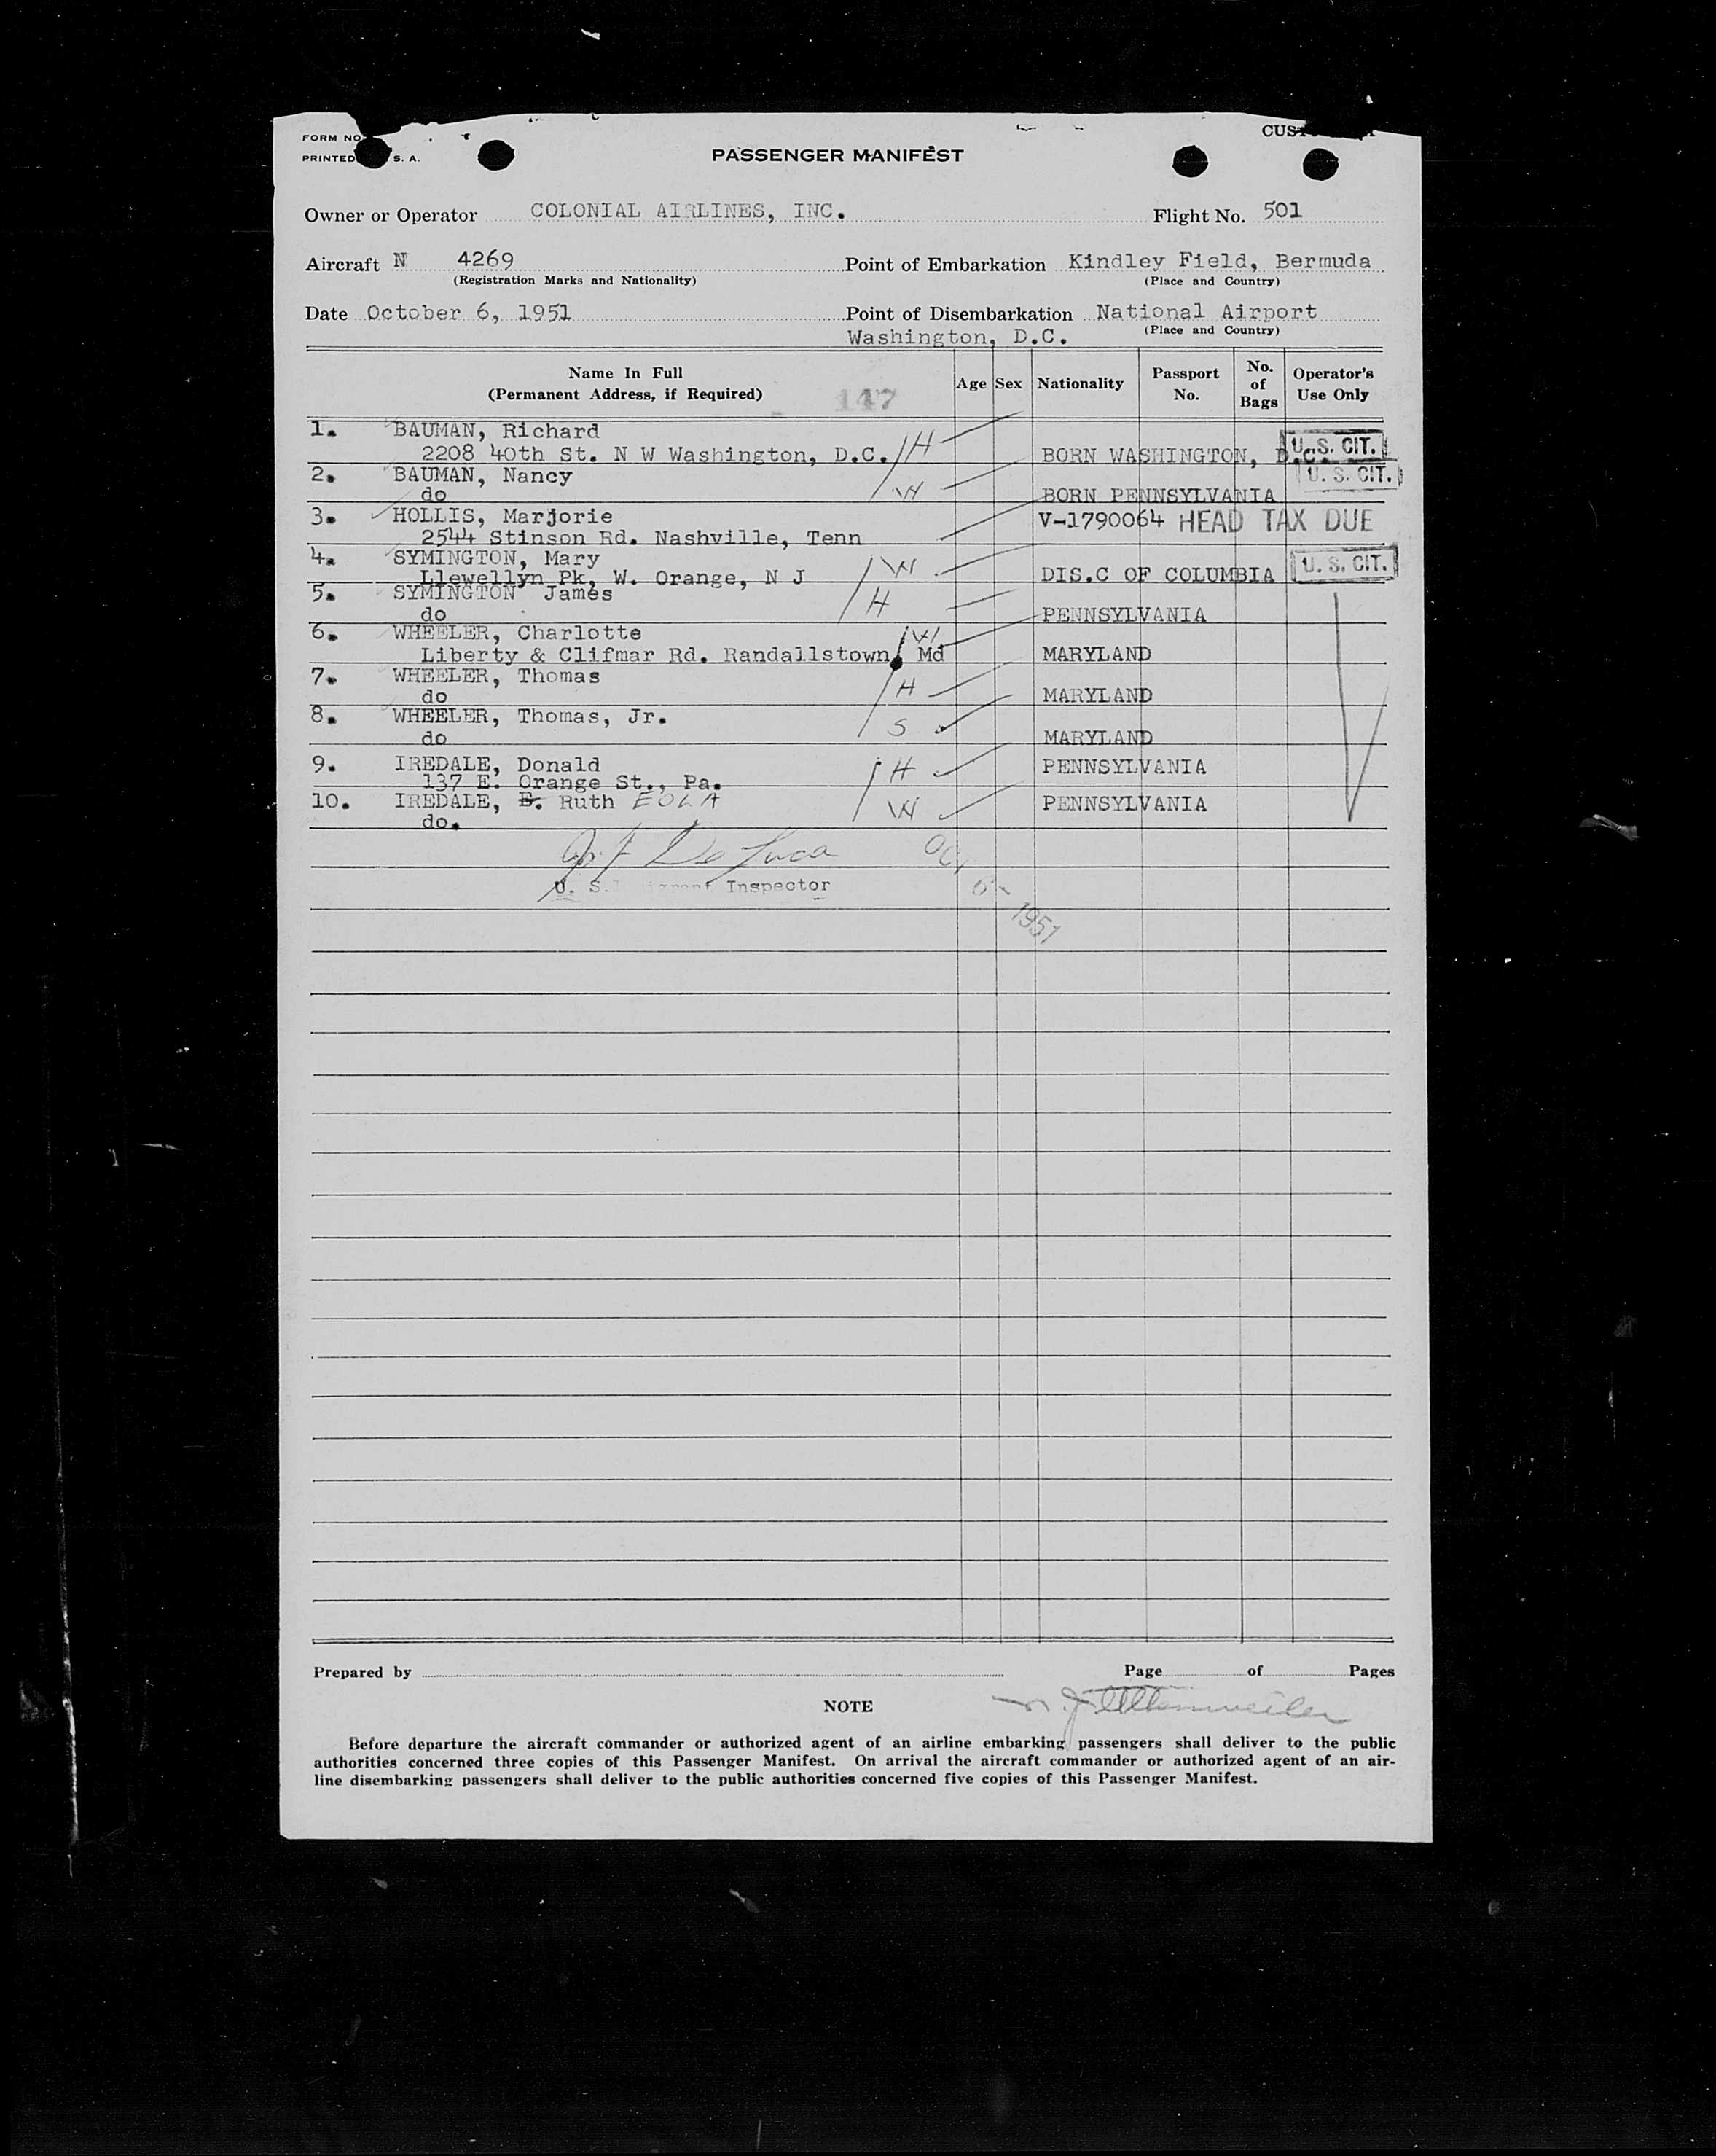 FORM NO
PRINTED S. A.
PASSENGER MANIFEST
Owner or Operator COLONIAL AIRLINES, INC. Flight No. 501
Aircraft N 4269 Point of Embarkation Kindley Field, Bermuda
(Registration Marks and Nationality) (Place and Country)
Date October 6, 1951 Point of Disembarkation National Airport
Washington, D.C. (Place and Country)
Name In Full
(Permanent Address, if Required) 147 Age Sex Nationality Passport No. No. of Bags Operator's Use Only
1. BAUMAN, Richard
2208 40th St. N W Washington, D.C. H BORN WASHINGTON, D.C. U. S. CIT.
2. BAUMAN, Nancy U. S. CIT.
do W BORN PENNSYLVANIA
3. HOLLIS, Marjorie V-1790064 HEAD TAX DUE
2544 Stinson Rd. Nashville, Tenn
4. SYMINGTON, Mary W U. S. CIT.
Llewellyn Pk, W. Orange, N J DIS.C OF COLUMBIA
5. SYMINGTON James H
do PENNSYLVANIA
6. WHEELER, Charlotte W
Liberty & Clifmar Rd. Randallstown, Md MARYLAND
7. WHEELER, Thomas H
do MARYLAND
8. WHEELER, Thomas, Jr. S
do MARYLAND
9. IREDALE, Donald H PENNSYLVANIA
137 E. Orange St., Pa.
10. IREDALE, E. Ruth EOLA W PENNSYLVANIA
do.
De Luca OCT 6 - 1951
U. S. Inspector
Prepared by Page of Pages
NOTE
Before departure the aircraft commander or authorized agent of an airline embarking passengers shall deliver to the public
authorities concerned three copies of this Passenger Manifest. On arrival the aircraft commander or authorized agent of an air-
line disembarking passengers shall deliver to the public authorities concerned five copies of this Passenger Manifest.